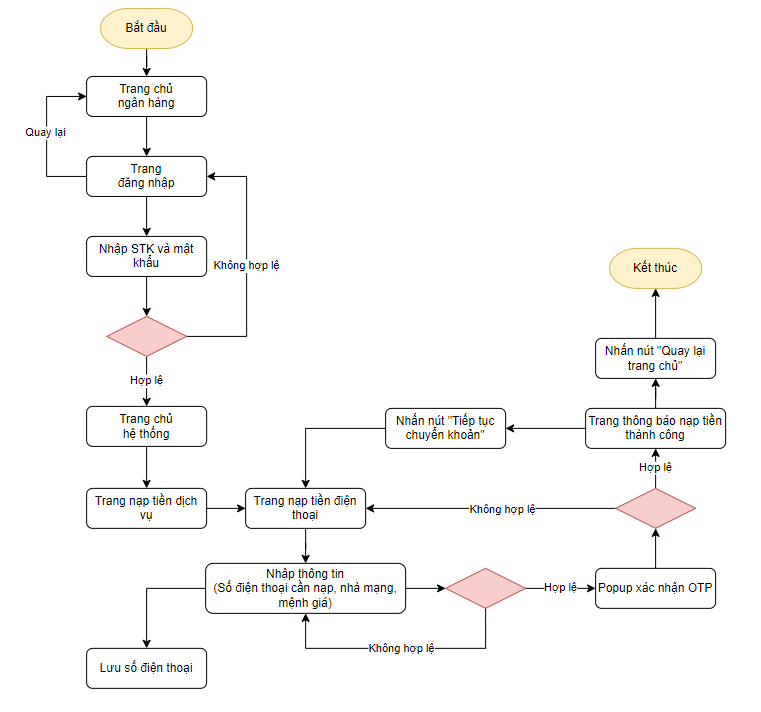 Bắt đầu
Trang chủ
ngân hàng
Quay lại
Trang
đăng nhập
Nhập STK và mật
khẩu
Không hợp lệ
Hợp lệ
Trang chủ
hệ thống
Trang nạp tiền dịch
vụ
Trang nạp tiền điện
thoại
Nhập thông tin
(Số điện thoại cần nạp, nhà mạng,
mệnh giá)
Lưu số điện thoại
Không hợp lệ
Hợp lệ
Popup xác nhận OTP
Không hợp lệ
Hợp lệ
Trang thông báo nạp tiền
thành công
Nhấn nút "Tiếp tục
chuyển khoản"
Nhấn nút "Quay lại
trang chủ"
Kết thúc